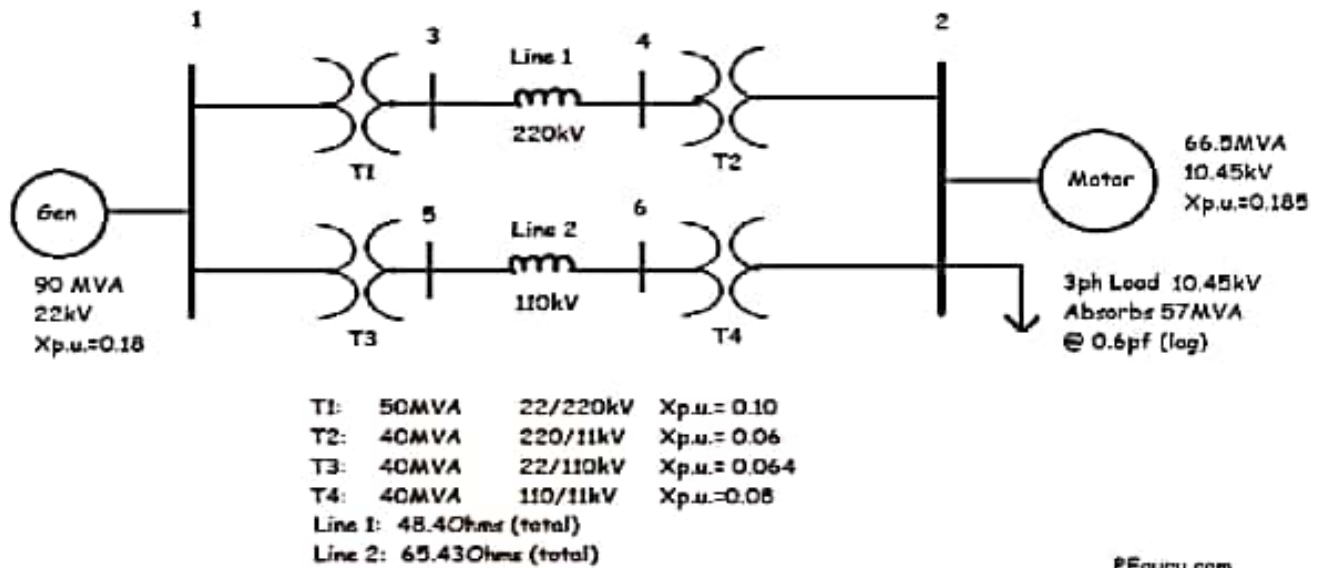 1
3
Line 1
4
2
220kV
T1
T2
66.5MVA
10.45kV
Xp.u.=0.185
Motor
Gen
5
Line 2
6
110kV
T3
T4
90 MVA
22kV
Xp.u.=0.18
3ph Load 10.45kV
Absorbs 57MVA
@ 0.6pf (lag)
T1: 50MVA 22/220kV Xp.u.= 0.10
T2: 40MVA 220/11kV Xp.u.= 0.06
T3: 40MVA 22/110kV Xp.u.= 0.064
T4: 40MVA 110/11kV Xp.u.=0.08
Line 1: 48.4Ohms (total)
Line 2: 65.43Ohms (total)
PEguru.com